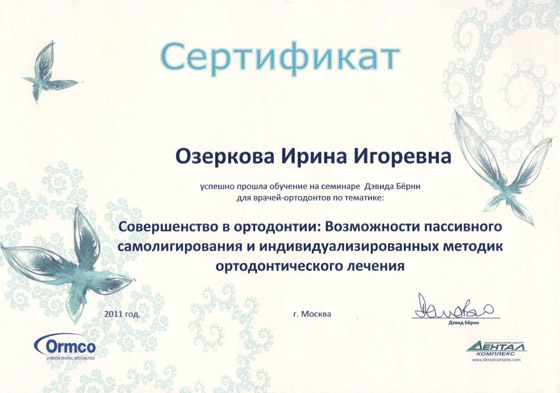 Сертификат
Озеркова Ирина Игоревна
успешно прошла обучение на семинаре Дэвида Бёрни
для врачей-ортодонтов по тематике:
Совершенство в ортодонтии: Возможности пассивного
самолигирования и индивидуализированных методик
ортодонтического лечения
2011 год.
г. Москва
Дэвид Бёрни
Ormco
ДЕНТАЛ
КОМПЛЕКС
www.dentalcomplex.com